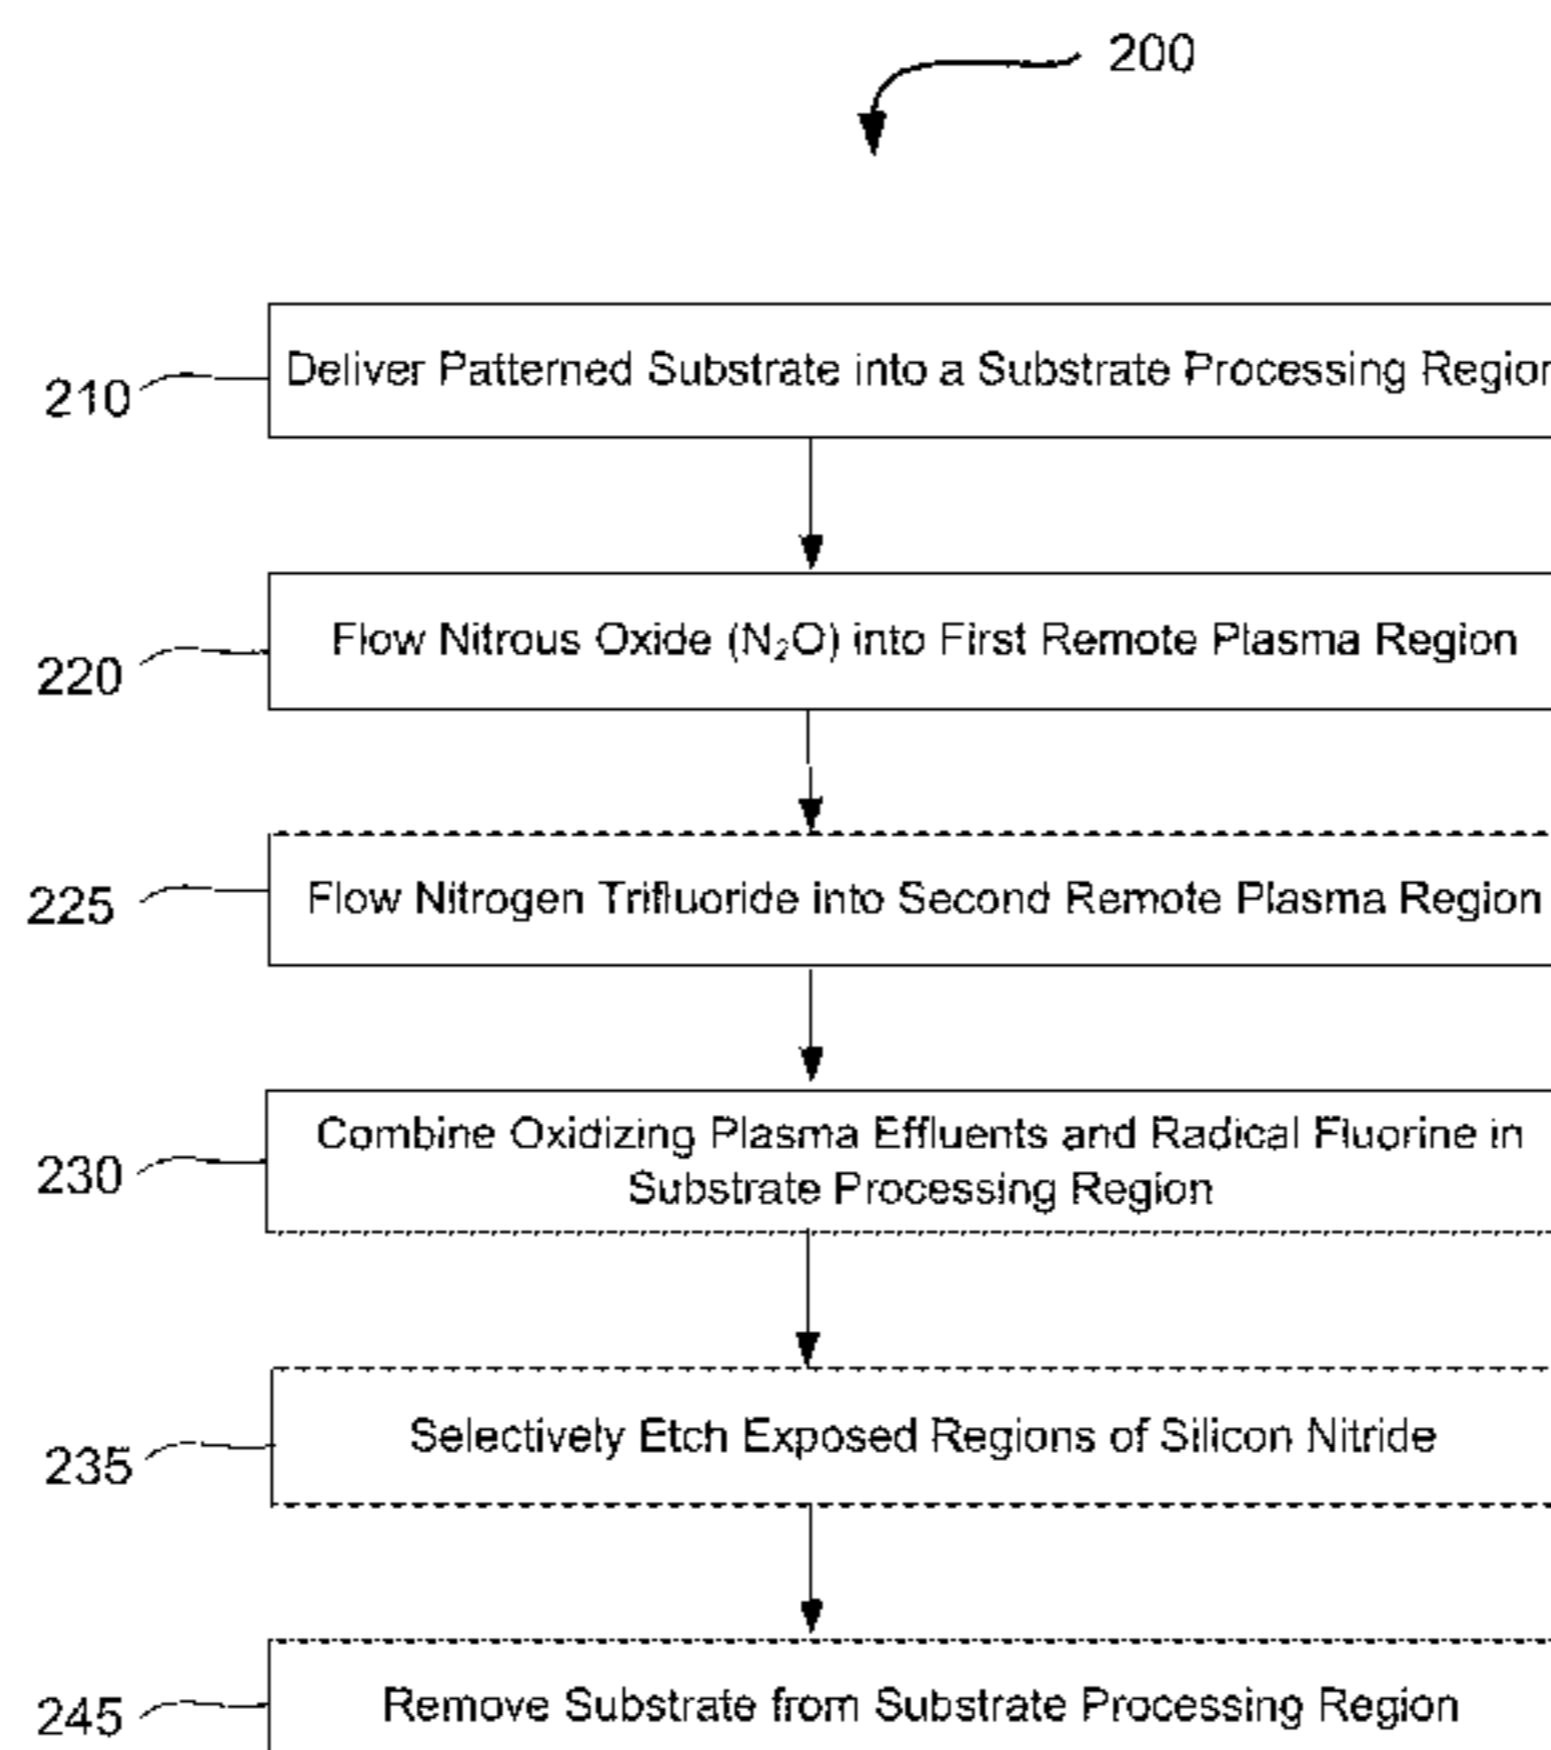 200
210
Deliver Patterned Substrate into a Substrate Processing Region
220
Flow Nitrous Oxide (N₂O) into First Remote Plasma Region
225
Flow Nitrogen Trifluoride into Second Remote Plasma Region
230
Combine Oxidizing Plasma Effluents and Radical Fluorine in
Substrate Processing Region
235
Selectively Etch Exposed Regions of Silicon Nitride
245
Remove Substrate from Substrate Processing Region